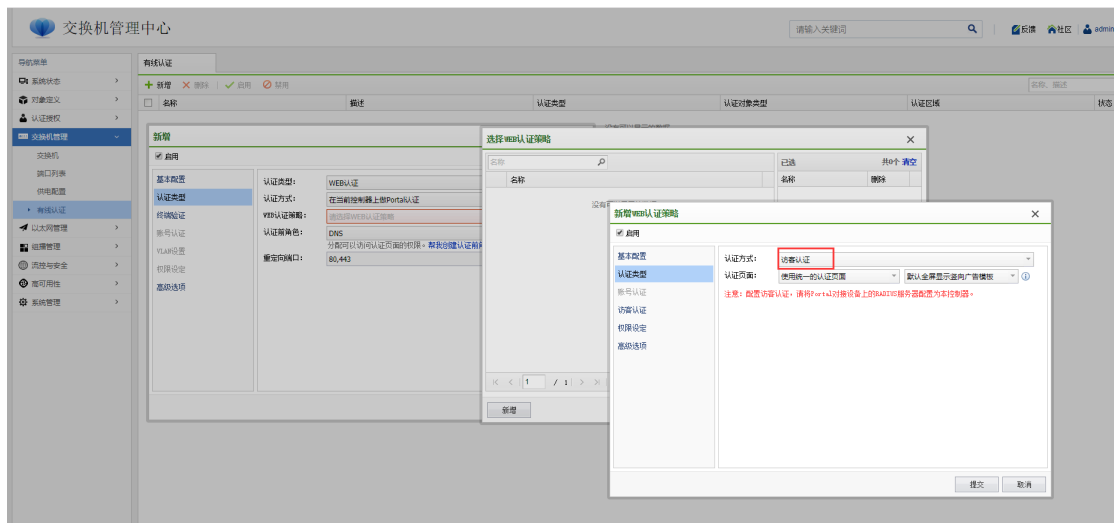 交换机管理中心
请输入关键词
反馈 社区 admin
导航菜单
系统状态
对象定义
认证授权
交换机管理
交换机
端口列表
供电配置
有线认证
以太网管理
组播管理
流控与安全
高可用性
系统管理
有线认证
新增 删除 启用 禁用
名称、描述
名称 描述 认证类型 认证对象类型 认证区域 状态
新增
启用
基本配置
认证类型
终端验证
账号认证
VLAN设置
权限设定
高级选项
认证类型: WEB认证
认证方式: 在当前控制器上做Portal认证
WEB认证策略: 请选择WEB认证策略
认证前角色: DNS
分配可以访问认证页面的权限。帮我创建认证前
重定向端口: 80,443
选择WEB认证策略
名称
名称
已选 共0个 清空
名称 删除
1 / 1
新增
新增WEB认证策略
启用
基本配置
认证类型
账号认证
访客认证
权限设定
高级选项
认证方式: 访客认证
认证页面: 使用统一的认证页面 默认全屏显示竖向广告模板
注意: 配置访客认证, 请将Portal对接设备上的RADIUS服务器配置为本控制器。
提交 取消